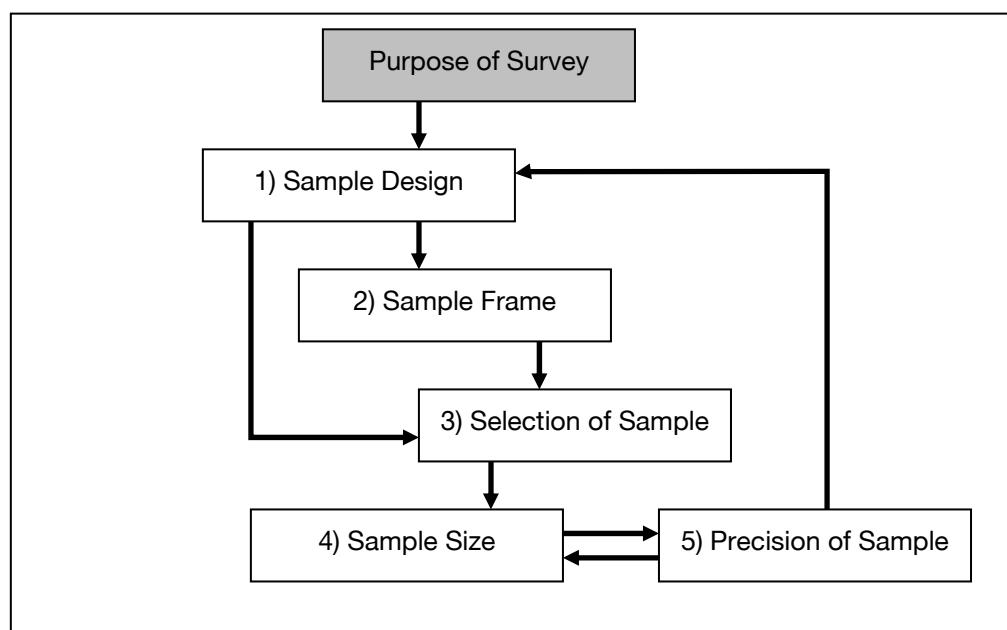 Purpose of Survey
1) Sample Design
2) Sample Frame
3) Selection of Sample
4) Sample Size
5) Precision of Sample